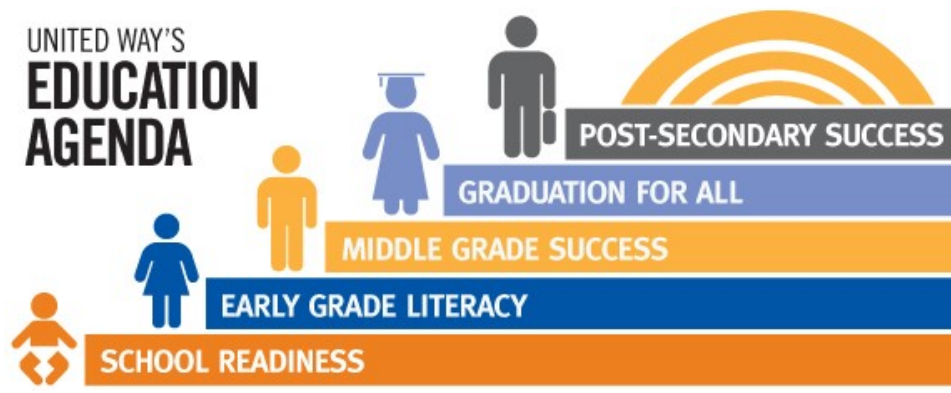 UNITED WAY'S
EDUCATION
AGENDA
POST-SECONDARY SUCCESS
GRADUATION FOR ALL
MIDDLE GRADE SUCCESS
EARLY GRADE LITERACY
SCHOOL READINESS